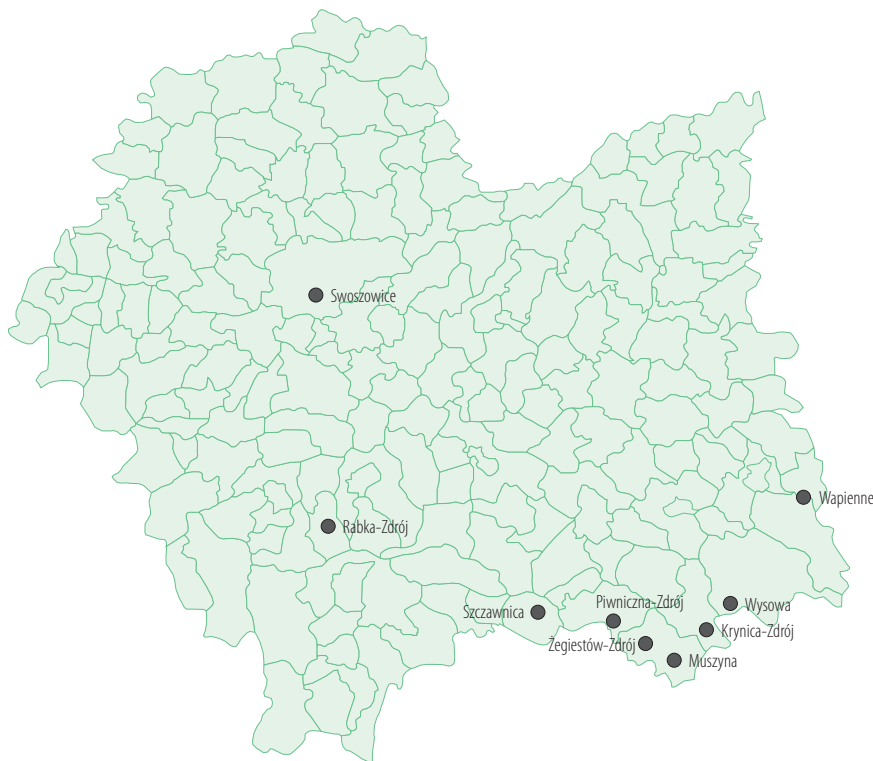 Swoszowice
Wapienne
Rabka-Zdrój
Piwniczna-Zdrój
Wysowa
Szczawnica
Krynica-Zdrój
Żegiestów-Zdrój
Muszyna